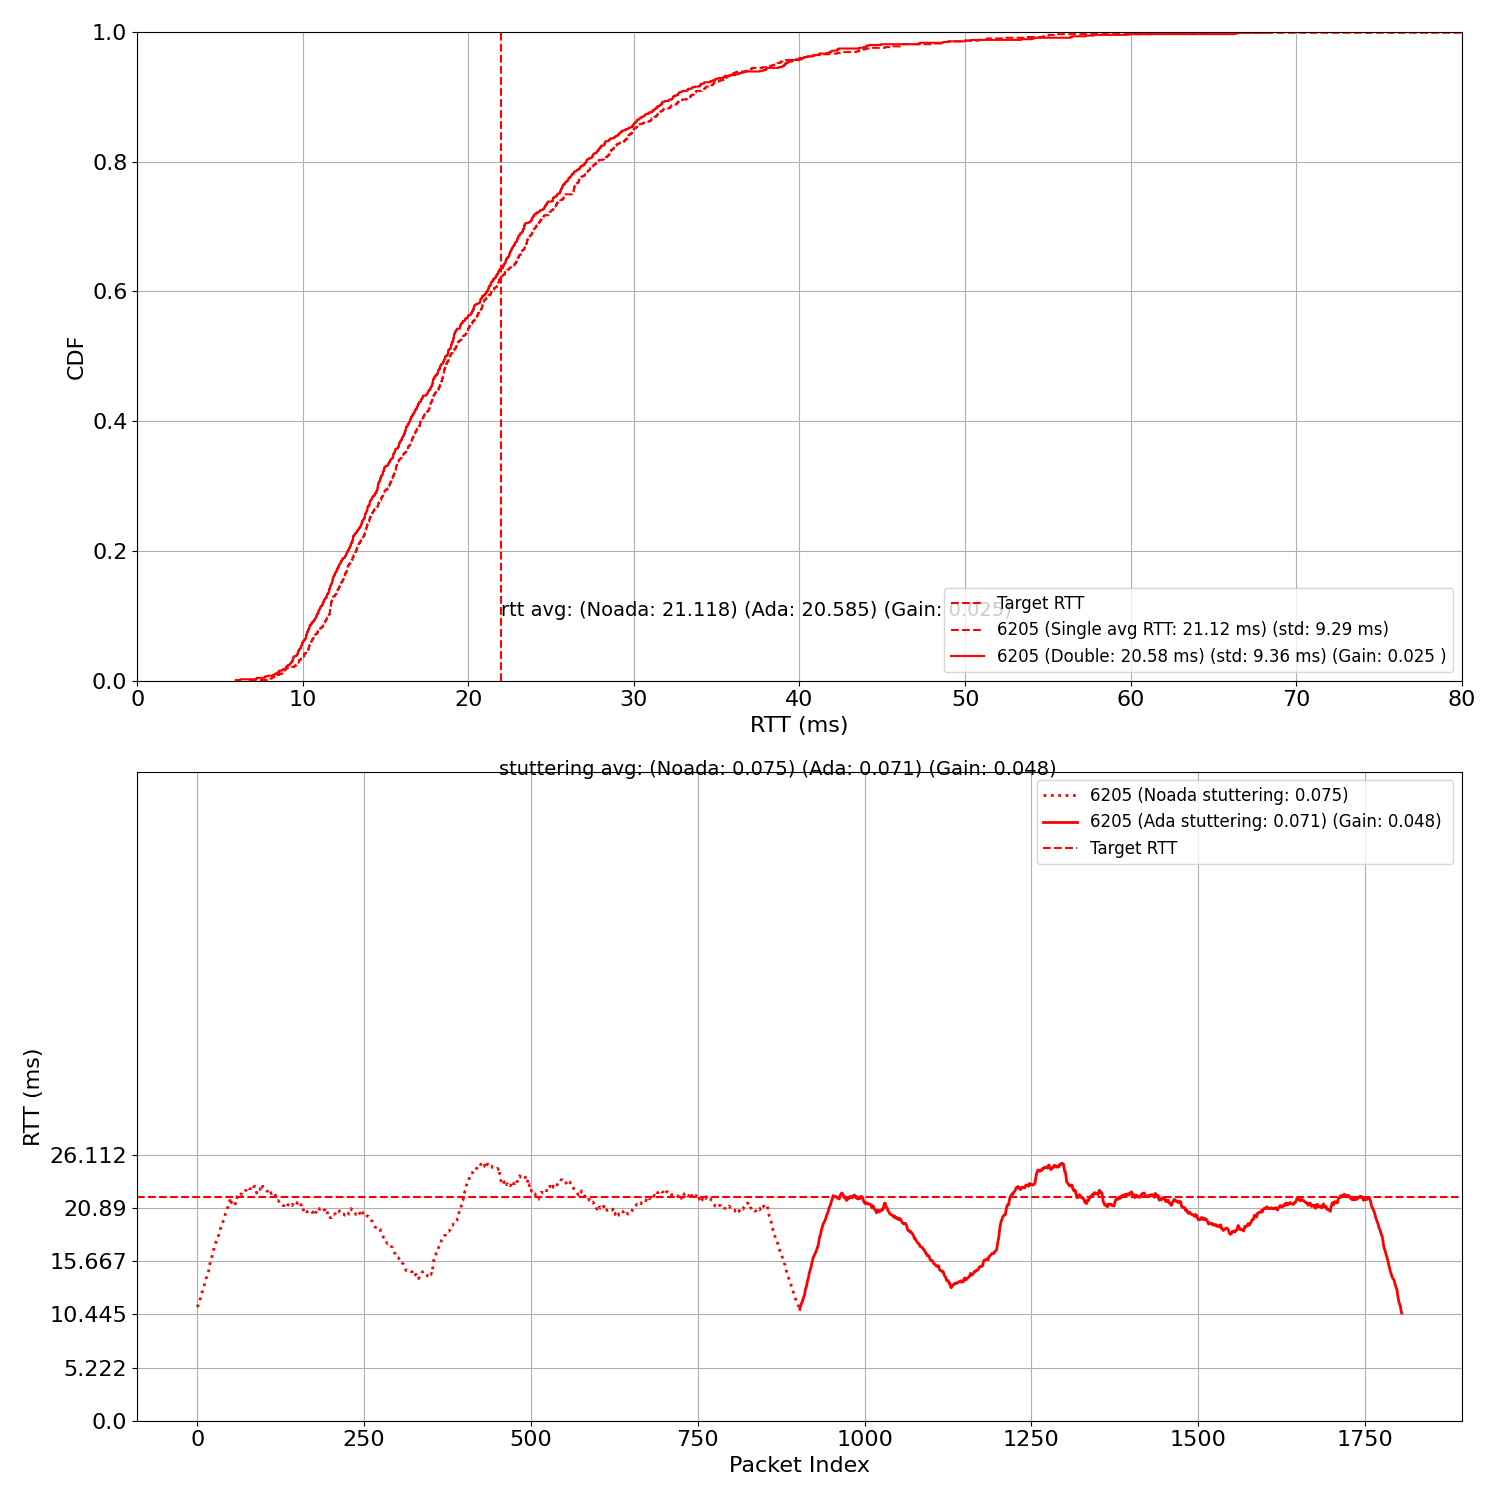 1.0
0.8
0.6
0.4
0.2
0.0
CDF
rtt avg: (Noada: 21.118) (Ada: 20.585) (Gain: 0.025)
Target RTT
6205 (Single avg RTT: 21.12 ms) (std: 9.29 ms)
6205 (Double: 20.58 ms) (std: 9.36 ms) (Gain: 0.025 )
0 10 20 30 40 50 60 70 80
RTT (ms)
stuttering avg: (Noada: 0.075) (Ada: 0.071) (Gain: 0.048)
6205 (Noada stuttering: 0.075)
6205 (Ada stuttering: 0.071) (Gain: 0.048)
Target RTT
RTT (ms)
26.112
20.89
15.667
10.445
5.222
0.0
0 250 500 750 1000 1250 1500 1750
Packet Index